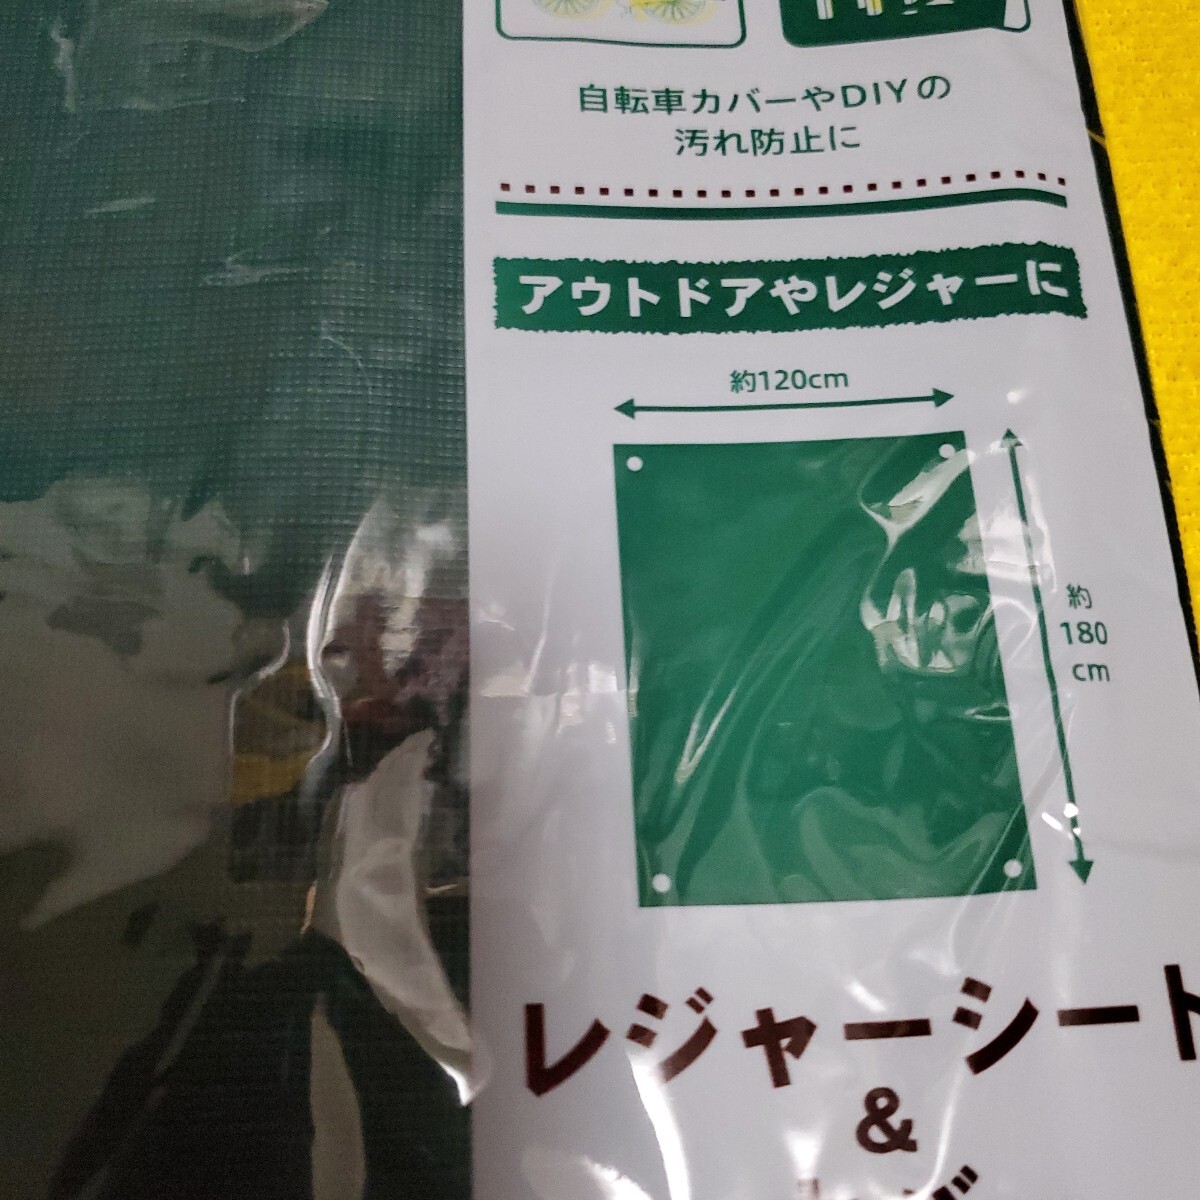 自転車カバーやDIYの
汚れ防止に
アウトドアやレジャーに
約120cm
約
180
cm
レジャーシート
&